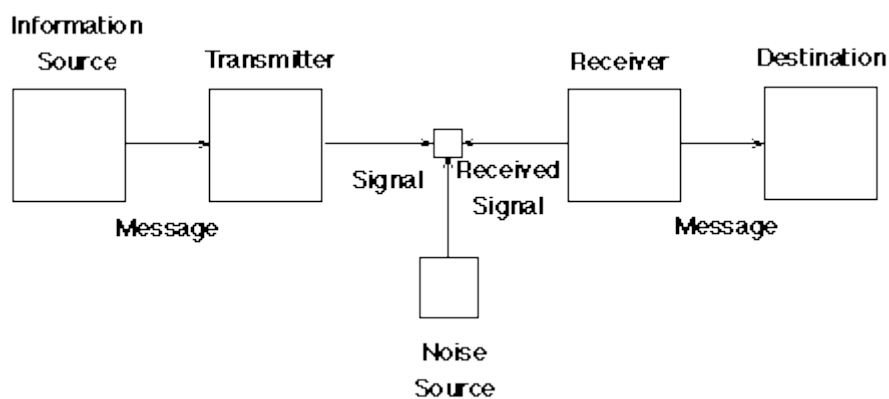 Information
Source
Transmitter
Receiver
Destination
Signal
Received
Signal
Message
Message
Noise
Source